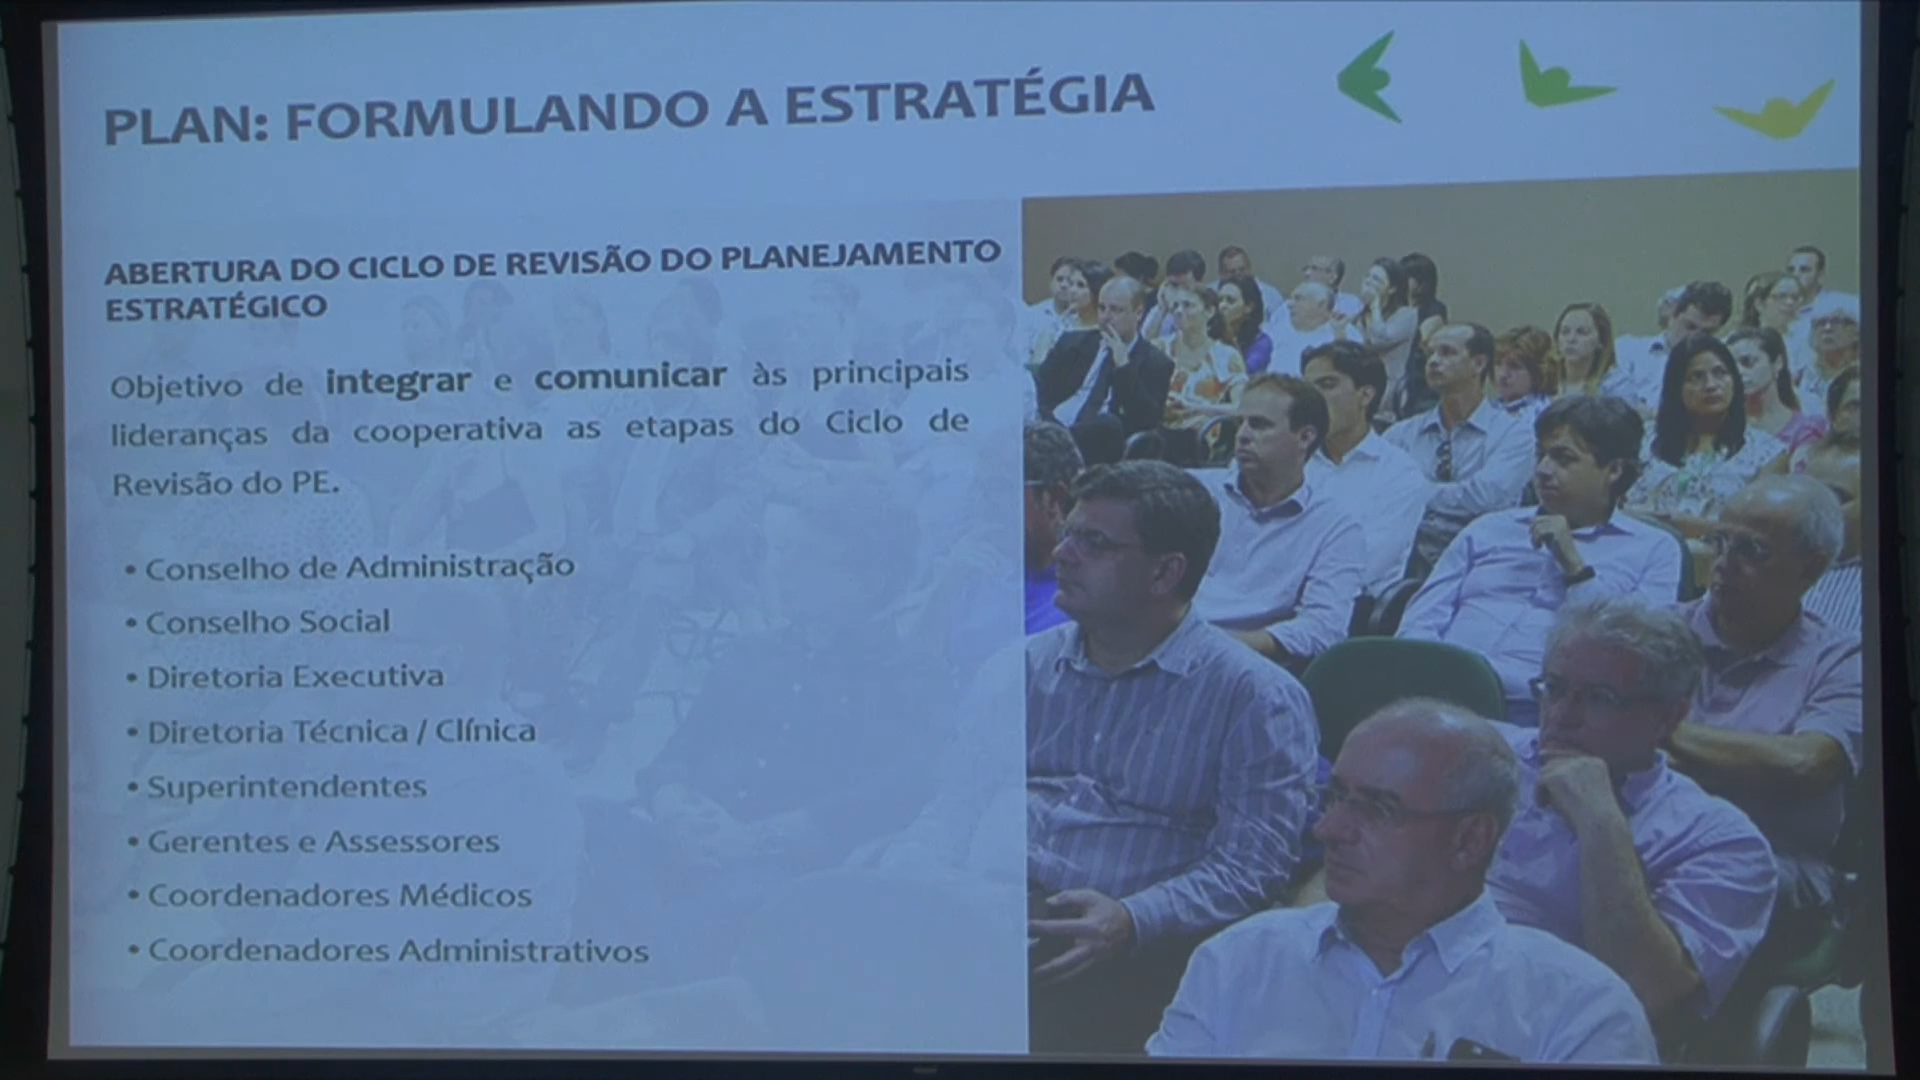 PLAN: FORMULANDO A ESTRATÉGIA
ABERTURA DO CICLO DE REVISÃO DO PLANEJAMENTO
ESTRATÉGICO
Objetivo de integrar e comunicar às principais
lideranças da cooperativa as etapas do Ciclo de
Revisão do PE.
• Conselho de Administração
• Conselho Social
• Diretoria Executiva
• Diretoria Técnica / Clínica
• Superintendentes
• Gerentes e Assessores
• Coordenadores Médicos
• Coordenadores Administrativos